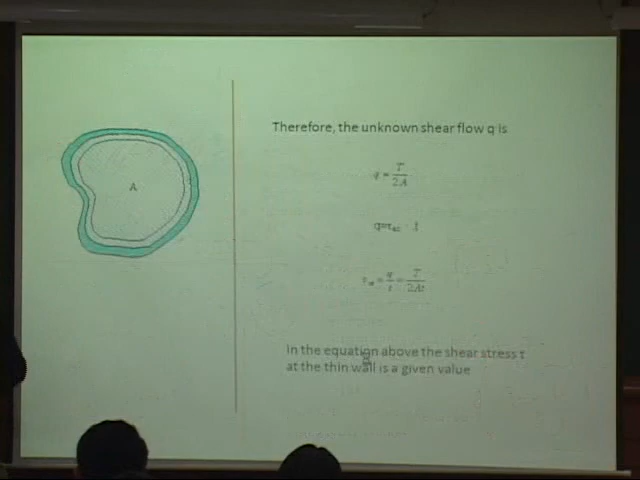 A
Therefore, the unknown shear flow q is
q = T / 2A
q = q / t = T / 2At
In the equation above the shear stress τ
at the thin wall is a given value